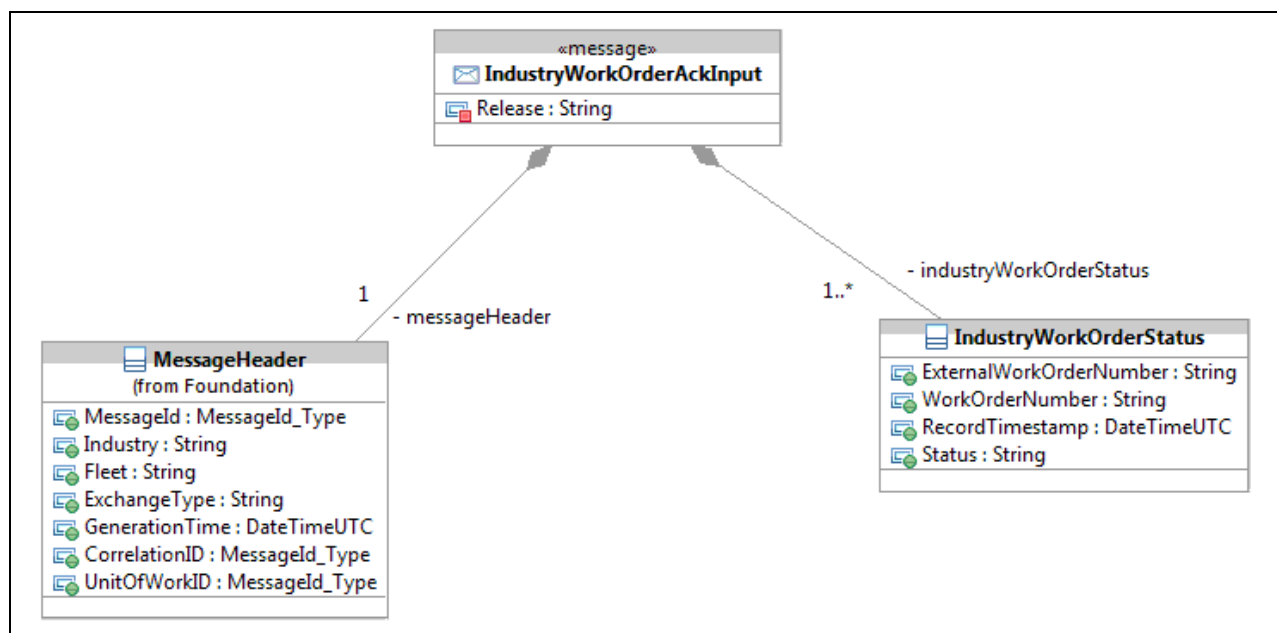 «message»
IndustryWorkOrderAckInput
Release : String
- industryWorkOrderStatus
1..*
1
- messageHeader
MessageHeader
(from Foundation)
MessageId : MessageId_Type
Industry : String
Fleet : String
ExchangeType : String
GenerationTime : DateTimeUTC
CorrelationID : MessageId_Type
UnitOfWorkID : MessageId_Type
IndustryWorkOrderStatus
ExternalWorkOrderNumber : String
WorkOrderNumber : String
RecordTimestamp : DateTimeUTC
Status : String